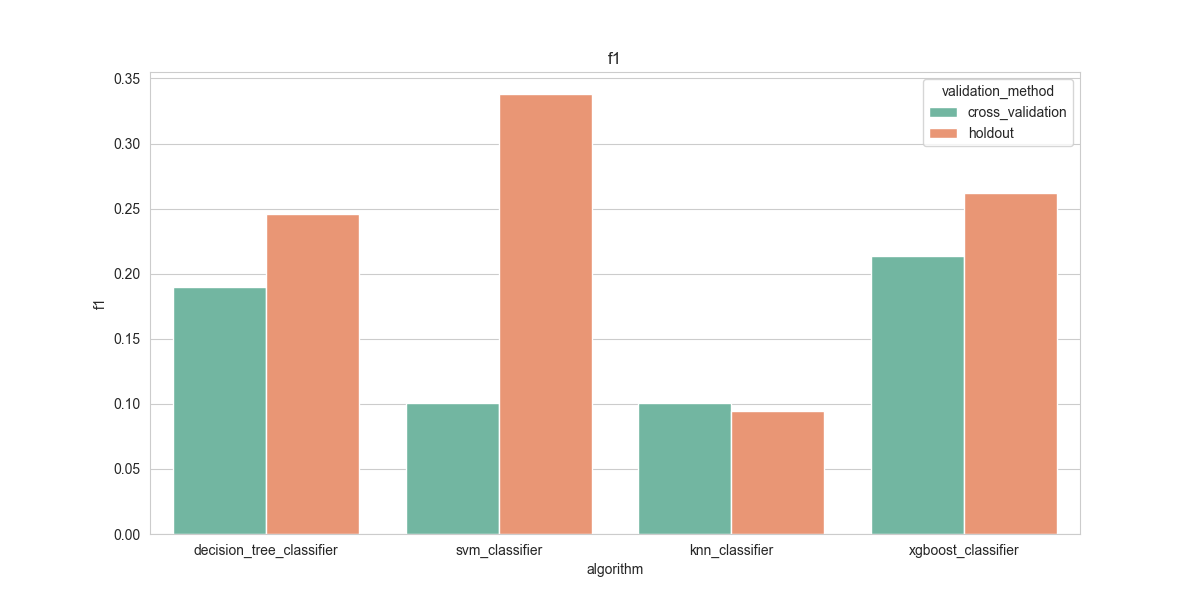 f1
validation_method
cross_validation
holdout
0.35
0.30
0.25
0.20
0.15
0.10
0.05
0.00
f1
decision_tree_classifier
svm_classifier
knn_classifier
xgboost_classifier
algorithm